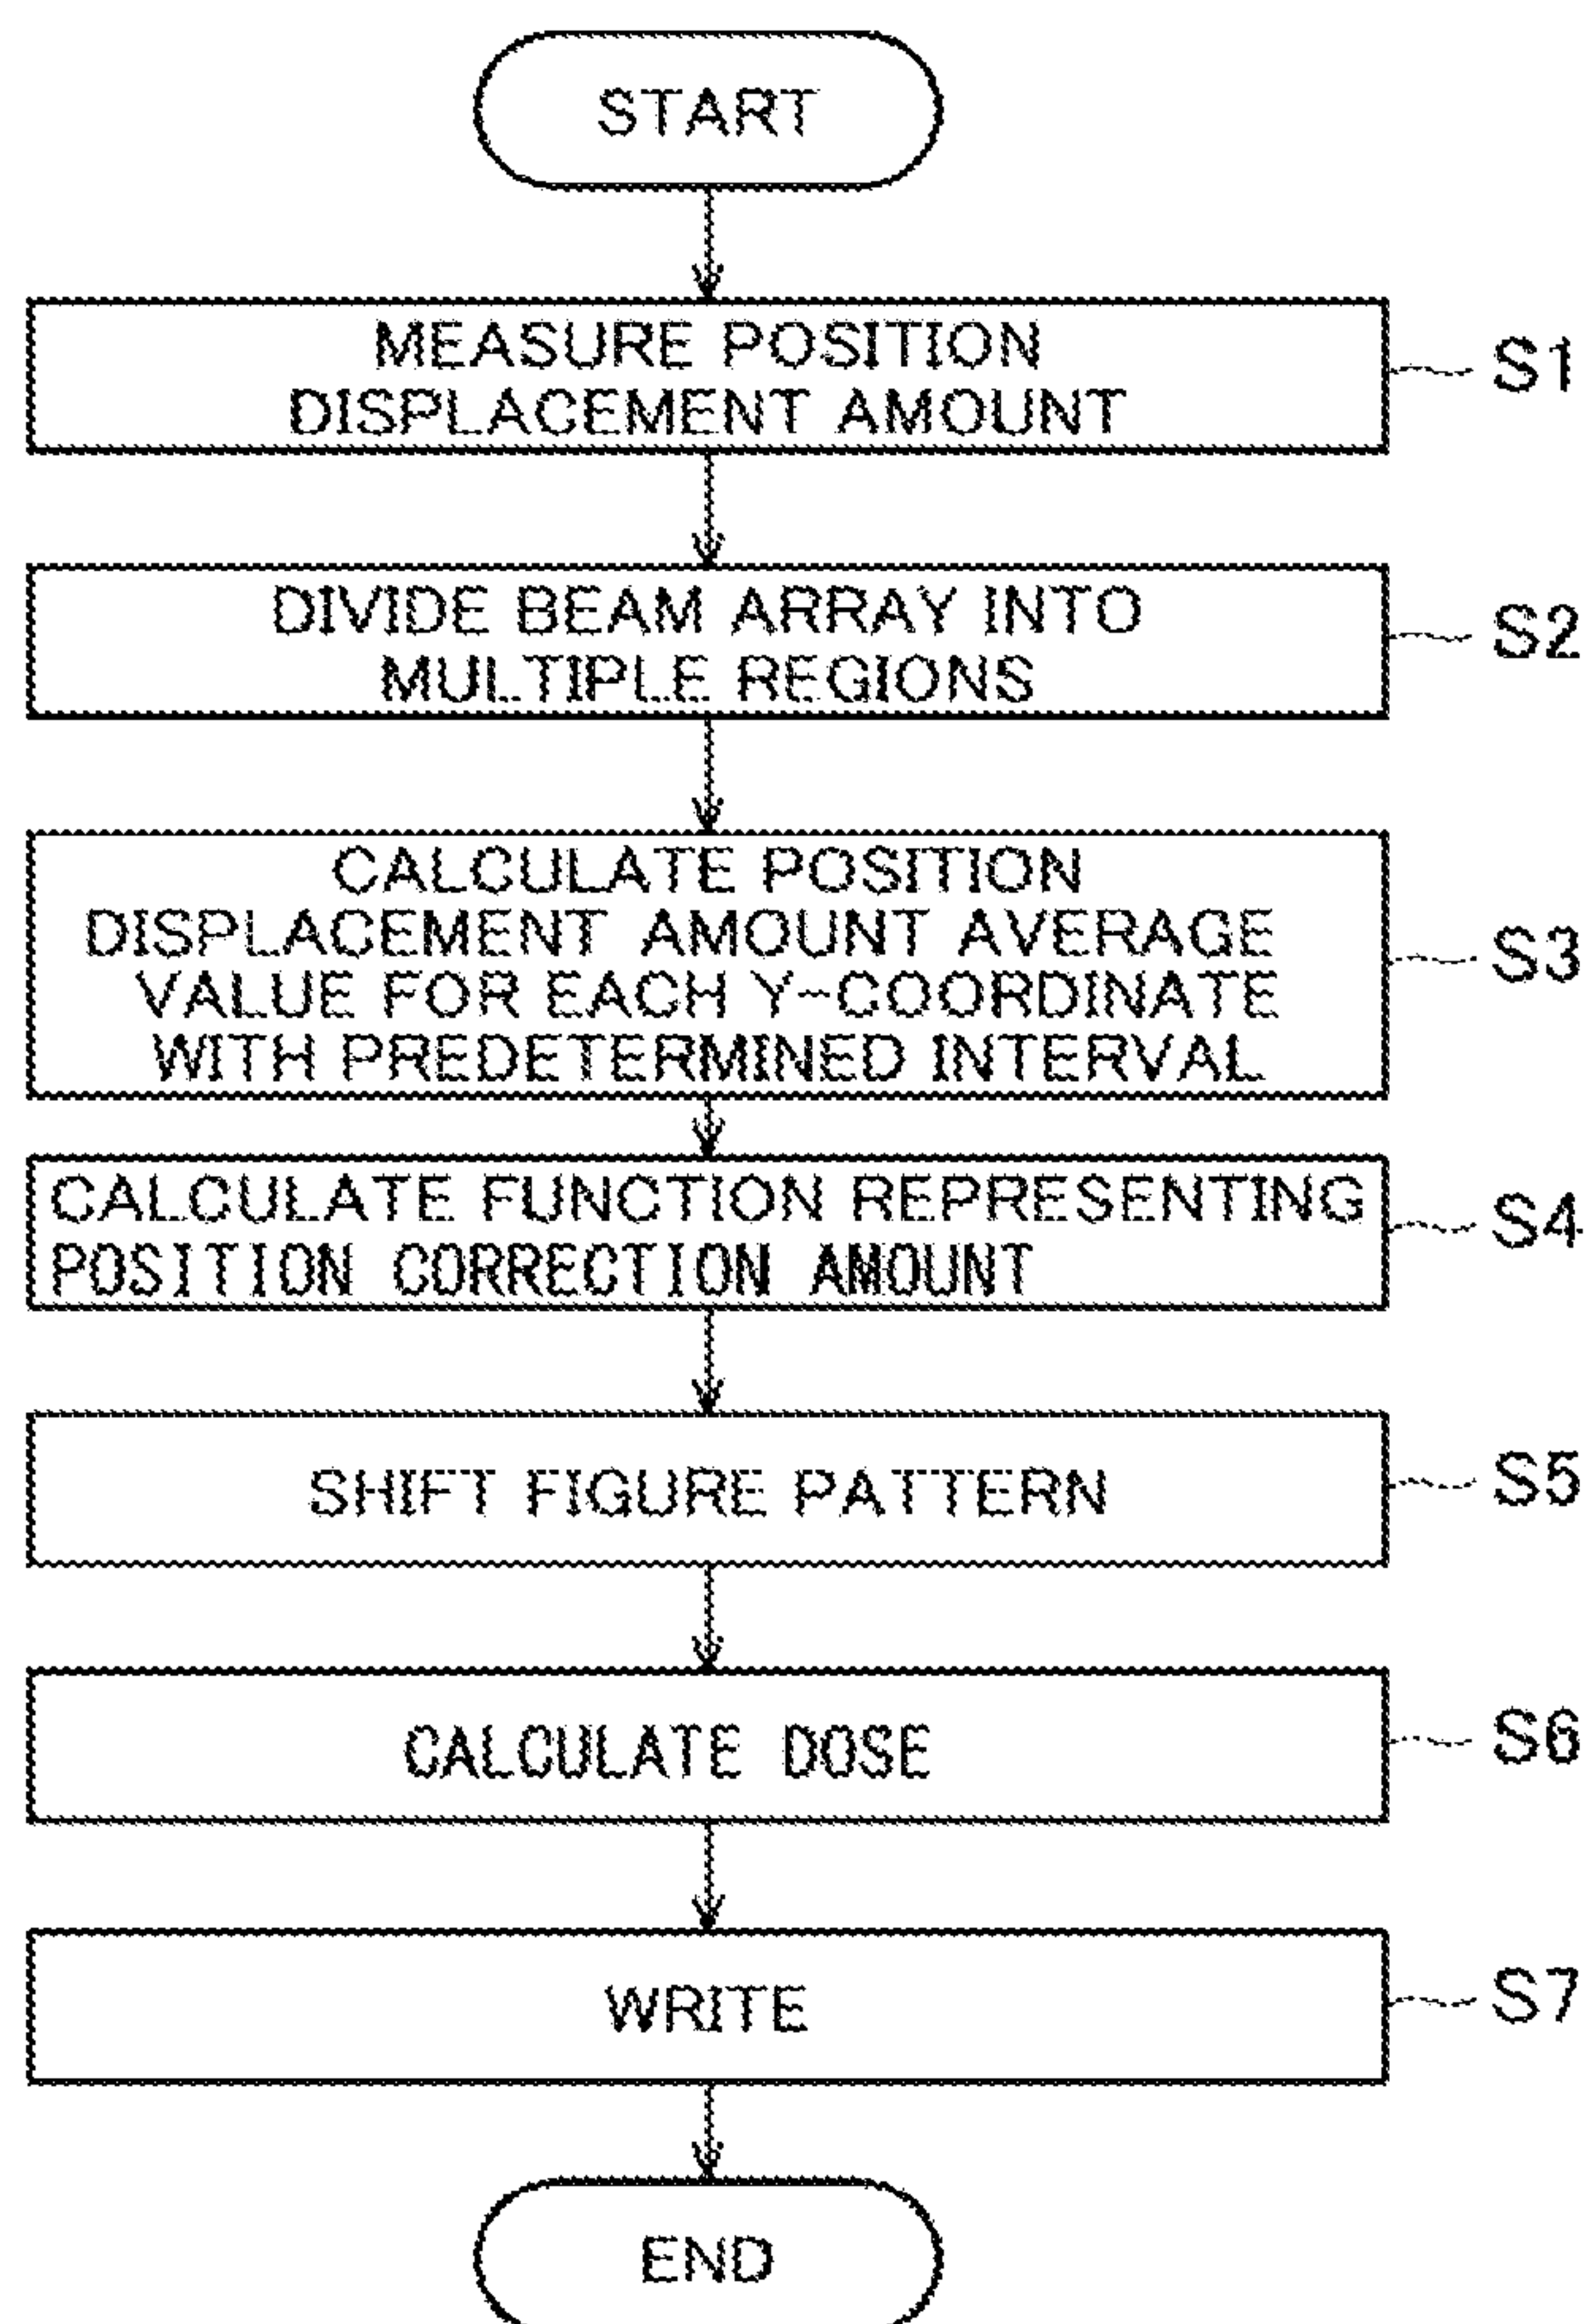 START
MEASURE POSITION
DISPLACEMENT AMOUNT
S1
DIVIDE BEAM ARRAY INTO
MULTIPLE REGIONS
S2
CALCULATE POSITION
DISPLACEMENT AMOUNT AVERAGE
VALUE FOR EACH Y-COORDINATE
WITH PREDETERMINED INTERVAL
S3
CALCULATE FUNCTION REPRESENTING
POSITION CORRECTION AMOUNT
S4
SHIFT FIGURE PATTERN
S5
CALCULATE DOSE
S6
WRITE
S7
END